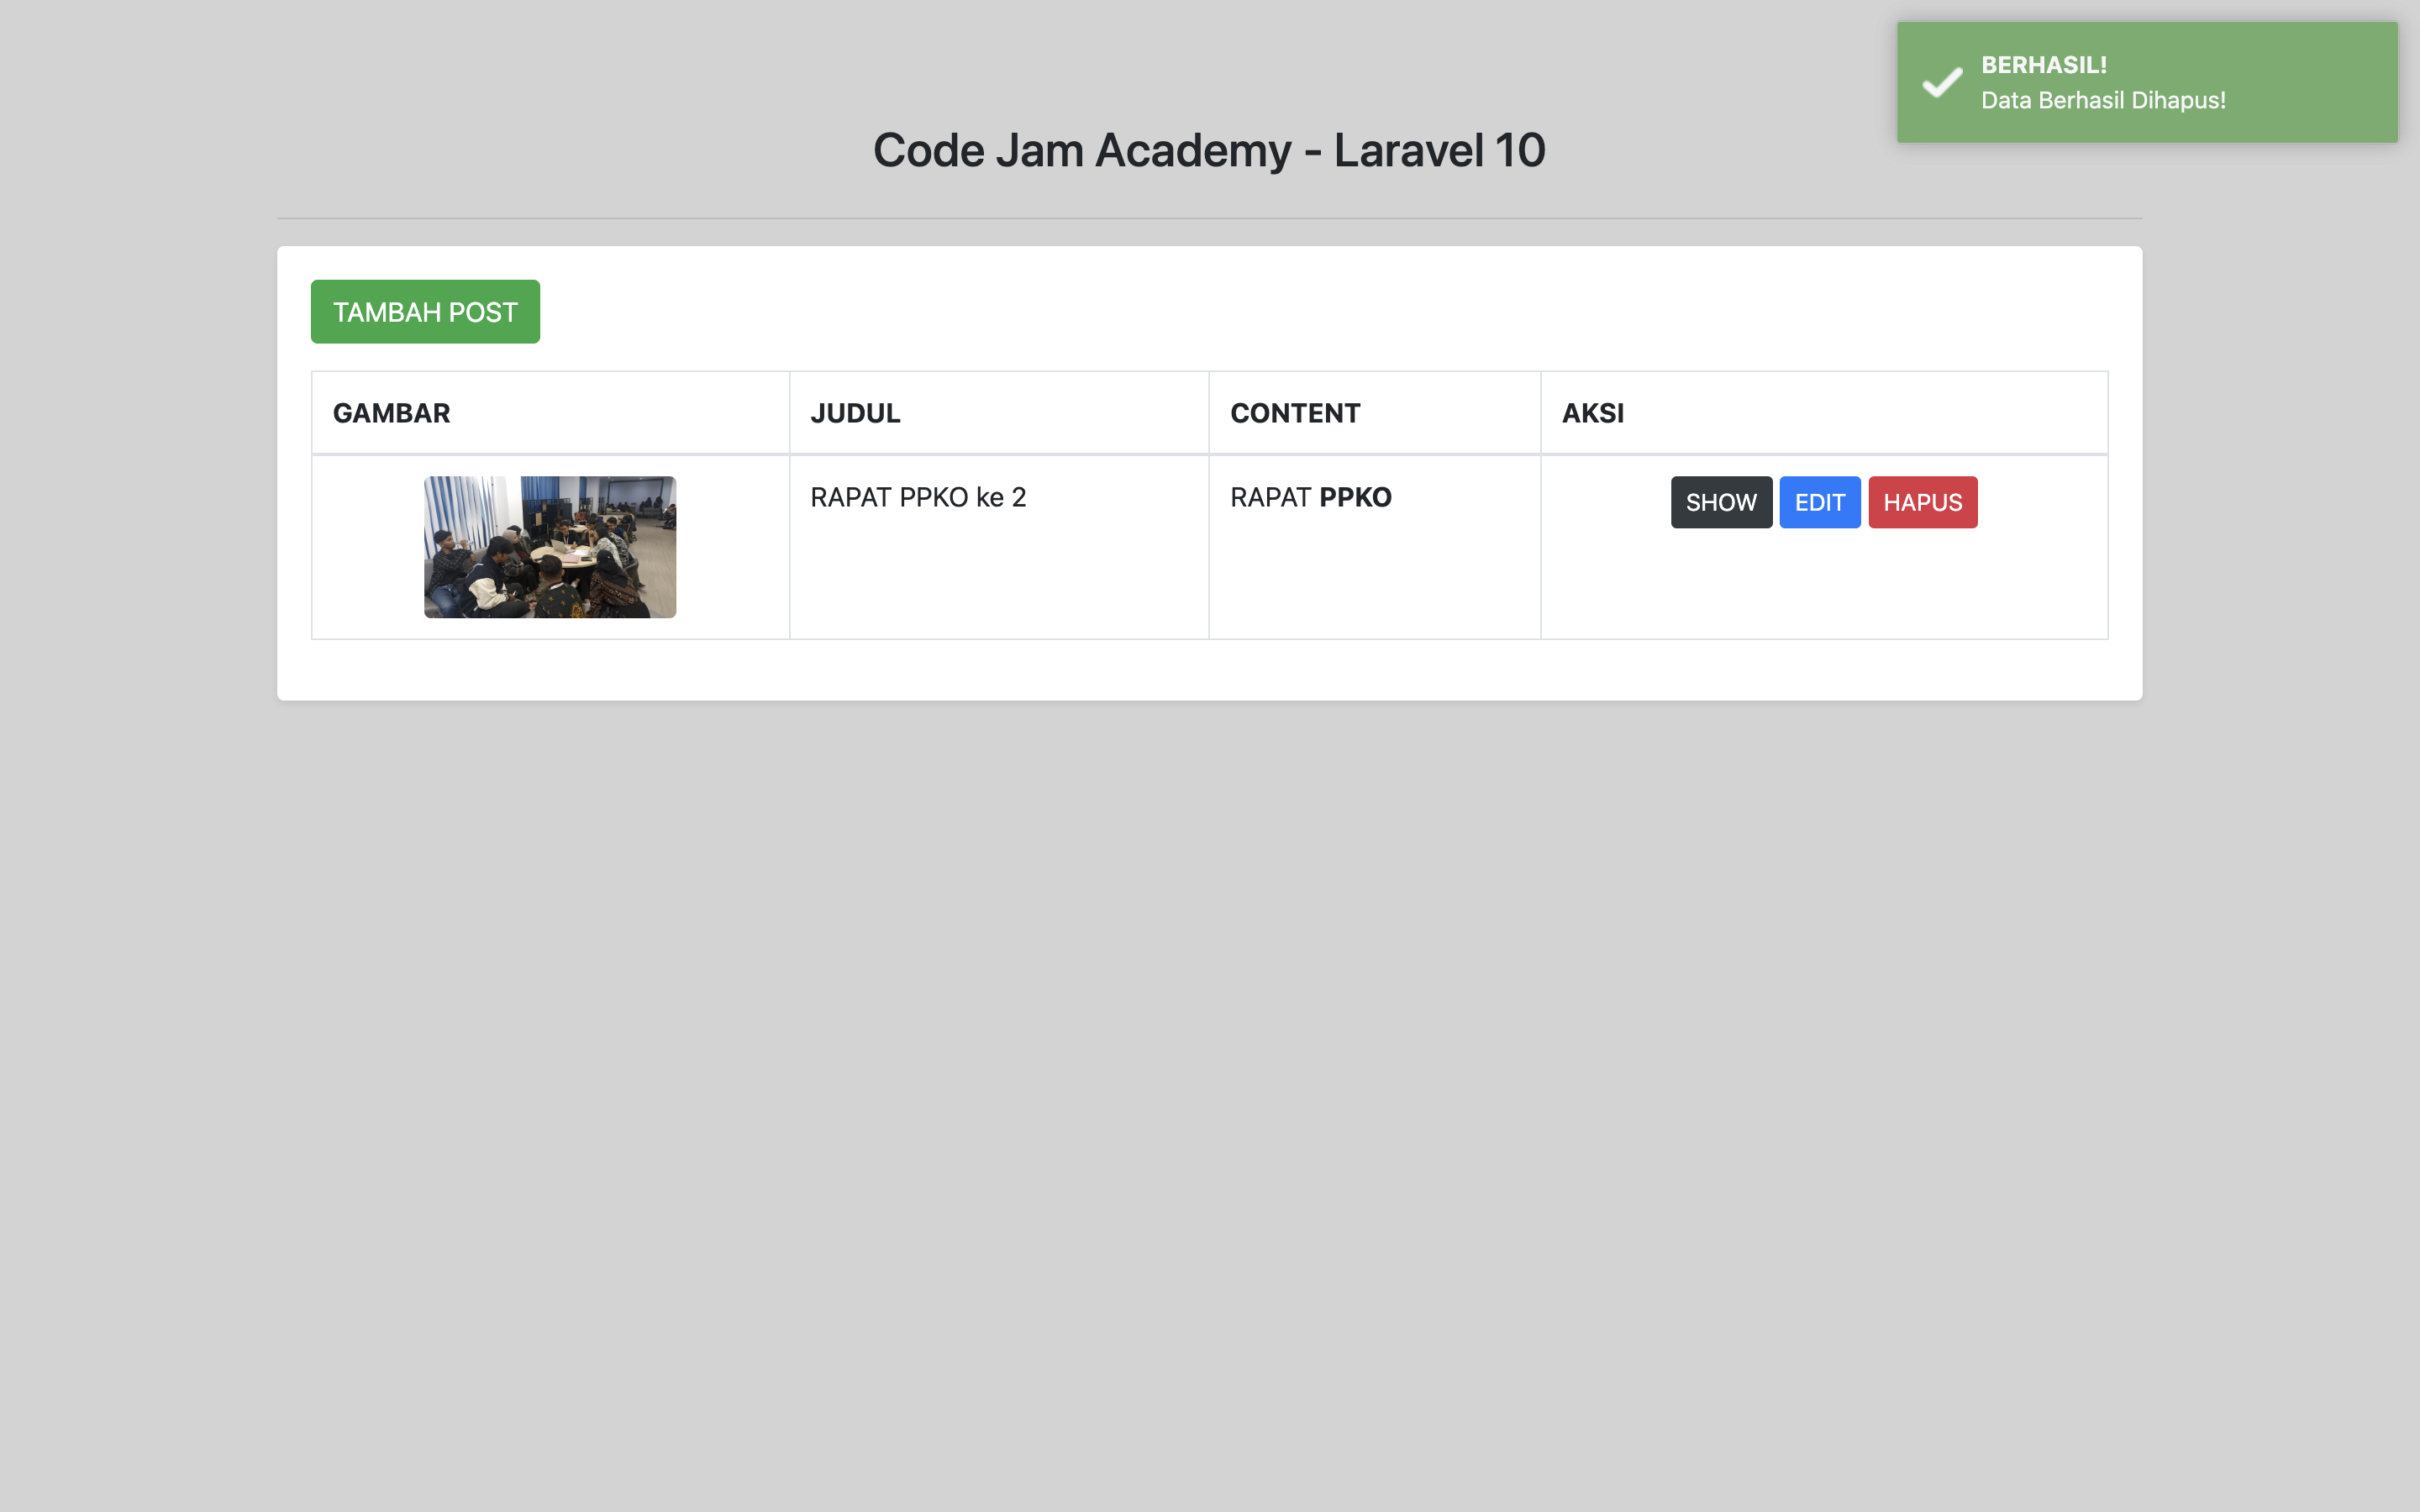 BERHASIL!
Data Berhasil Dihapus!
Code Jam Academy - Laravel 10
TAMBAH POST
GAMBAR JUDUL CONTENT AKSI
RAPAT PPKO ke 2 RAPAT PPKO SHOW EDIT HAPUS